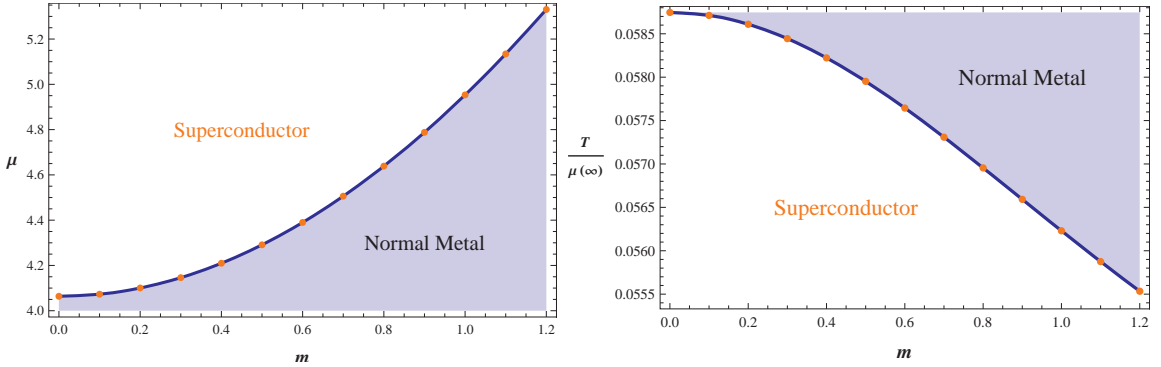 5.2
5.0
4.8
4.6
4.4
4.2
4.0
μ
Superconductor
Normal Metal
0.0 0.2 0.4 0.6 0.8 1.0 1.2
m
0.0585
0.0580
0.0575
0.0570
0.0565
0.0560
0.0555
T
μ (∞)
Normal Metal
Superconductor
0.0 0.2 0.4 0.6 0.8 1.0 1.2
m